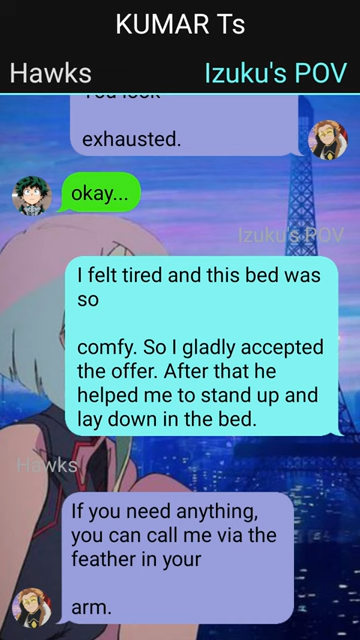 KUMAR Ts
Hawks
Izuku's POV
You look
exhausted.
okay...
Izuku's POV
I felt tired and this bed was
so
comfy. So I gladly accepted
the offer. After that he
helped me to stand up and
lay down in the bed.
Hawks
If you need anything,
you can call me via the
feather in your
arm.